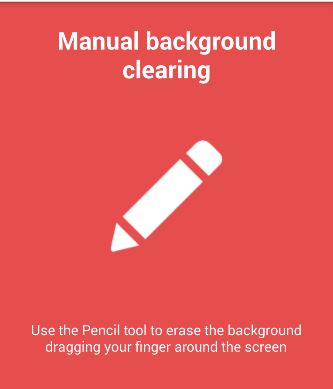 Manual background
clearing
Use the Pencil tool to erase the background
dragging your finger around the screen